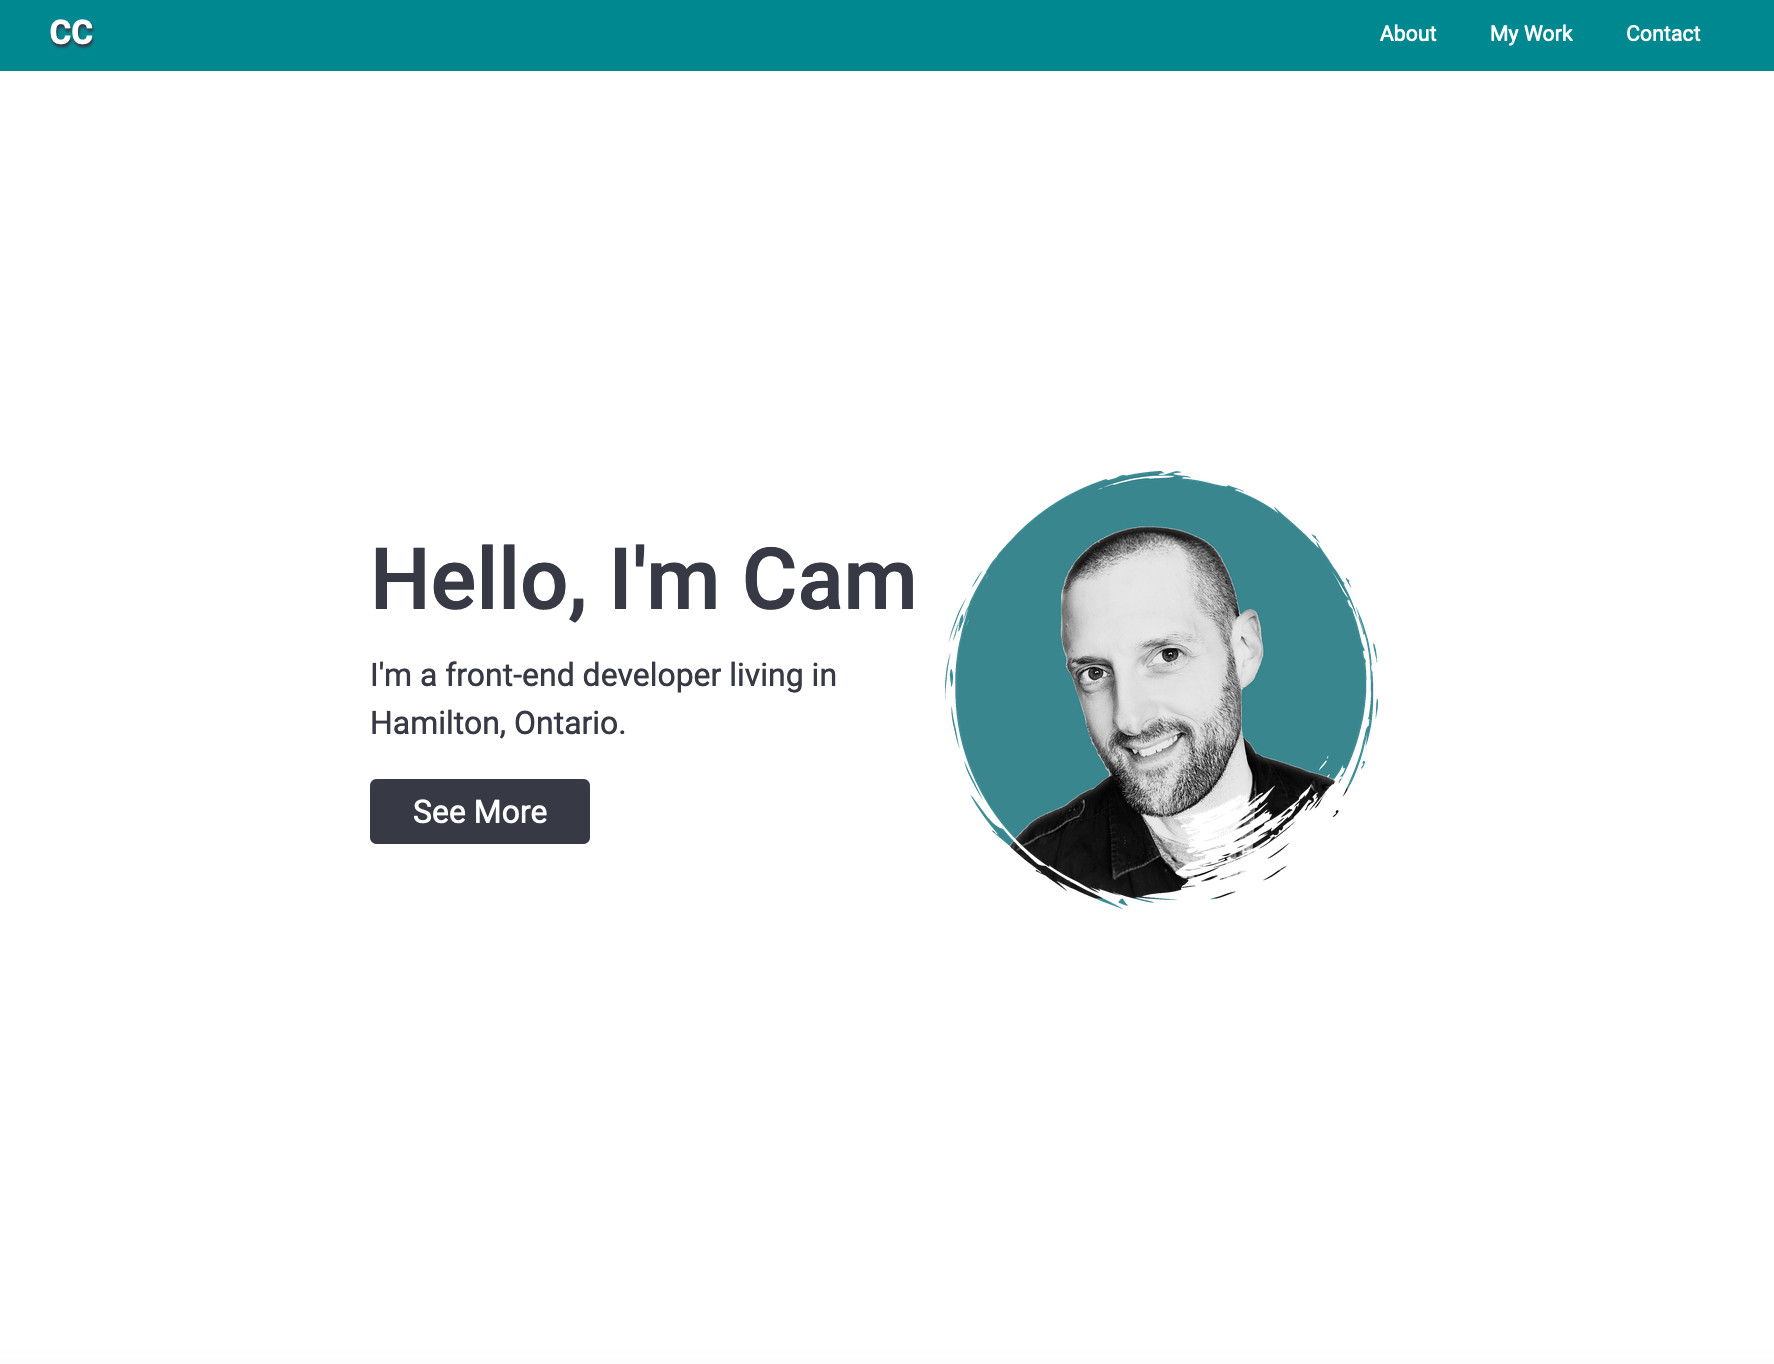 CC
About
My Work
Contact
Hello, I'm Cam
I'm a front-end developer living in
Hamilton, Ontario.
See More